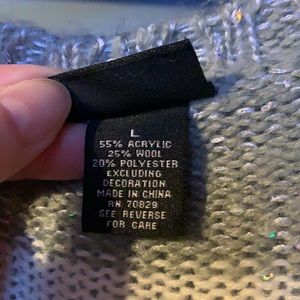 L
55% ACRYLIC
25% WOOL
20% POLYESTER
EXCLUDING
DECORATION
MADE IN CHINA
RN 70829
SEE REVERSE
FOR CARE